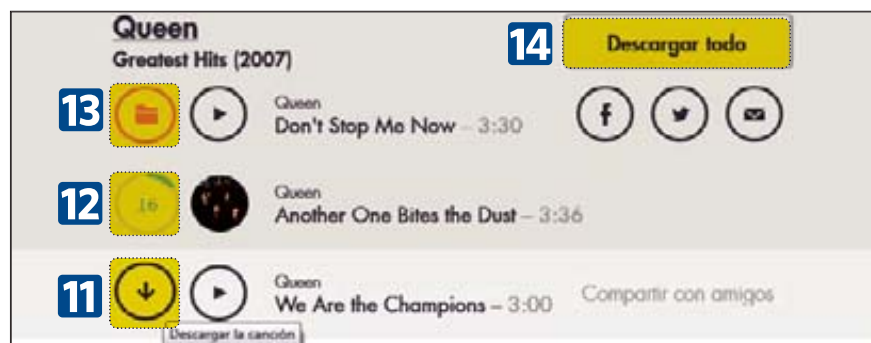 Queen
Greatest Hits (2007)
14
Descargar todo
13
Queen
Don't Stop Me Now – 3:30
12
16
Queen
Another One Bites the Dust – 3:36
11
Queen
We Are the Champions – 3:00
Compartir con amigos
Descargar la canción